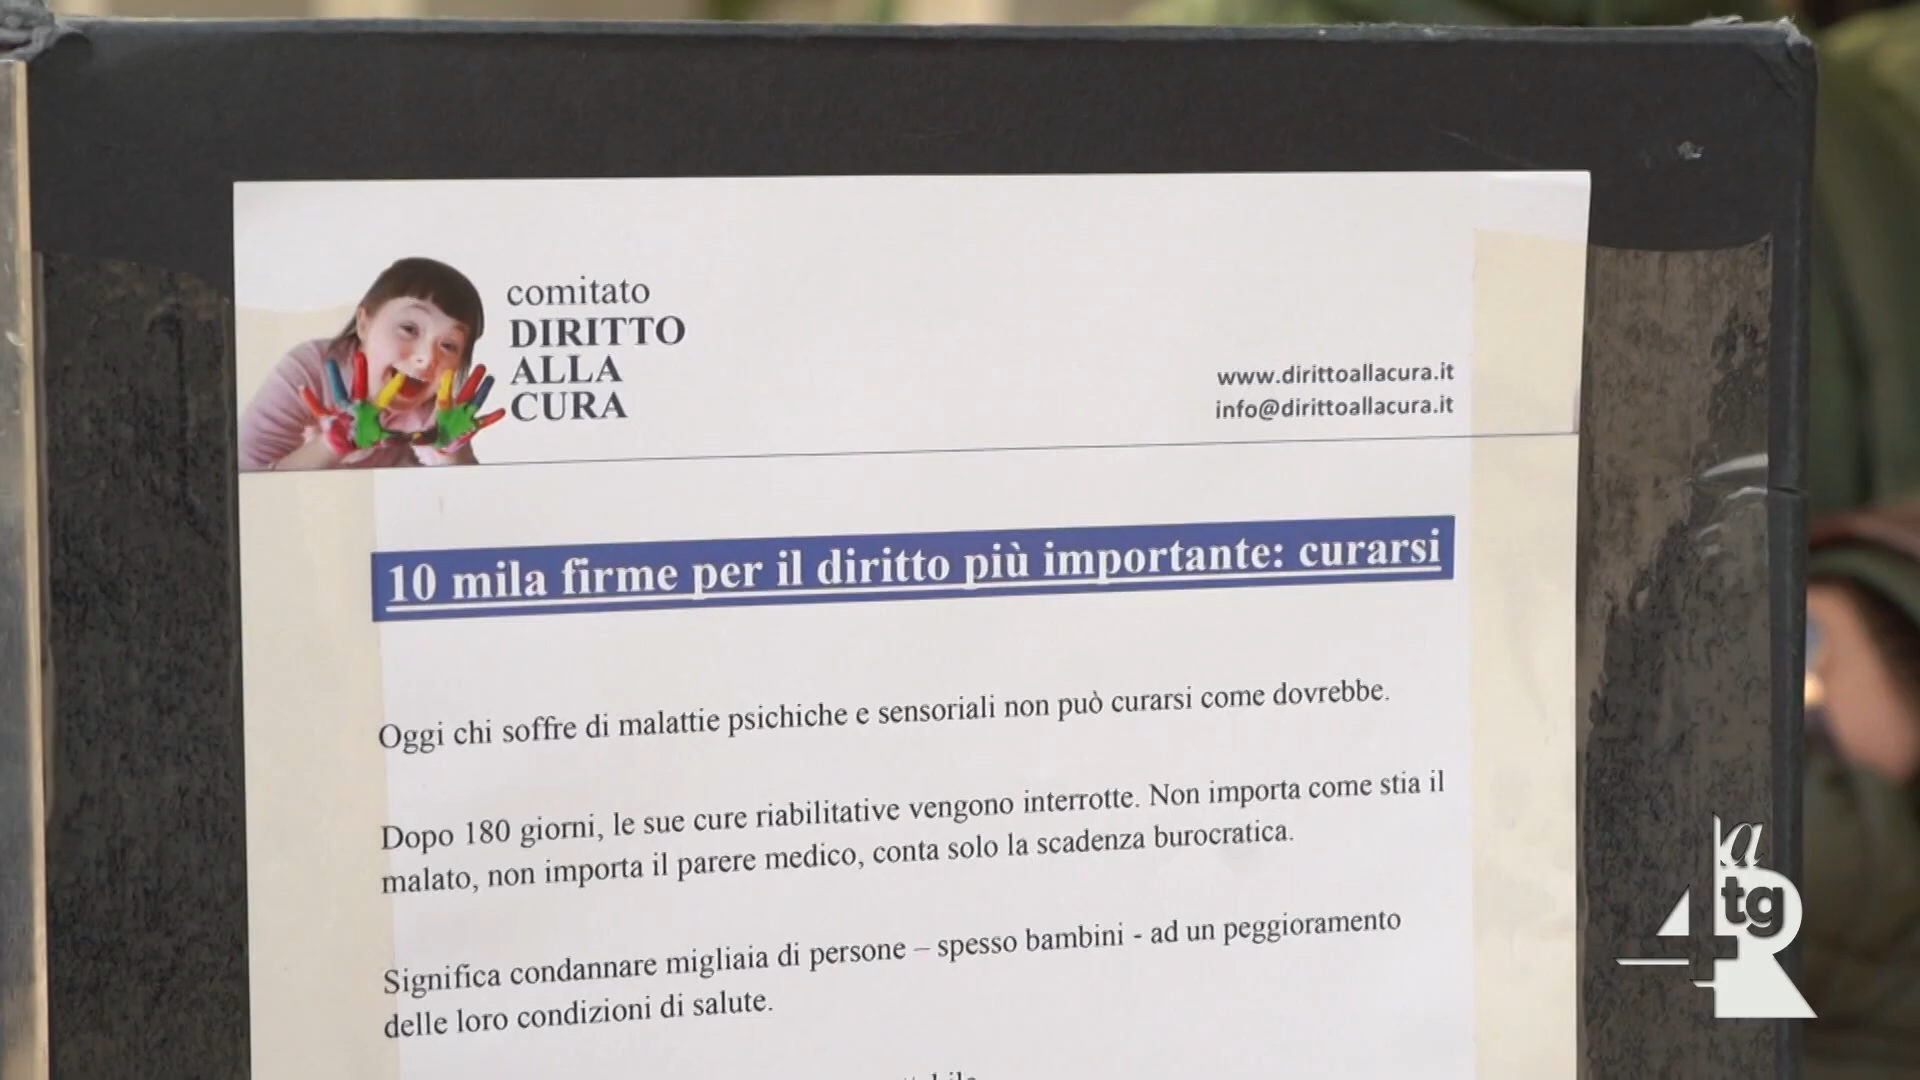 comitato
DIRITTO
ALLA
CURA
www.dirittoallacura.it
info@dirittoallacura.it
10 mila firme per il diritto più importante: curarsi
Oggi chi soffre di malattie psichiche e sensoriali non può curarsi come dovrebbe.
Dopo 180 giorni, le sue cure riabilitative vengono interrotte. Non importa come stia il
malato, non importa il parere medico, conta solo la scadenza burocratica.
Significa condannare migliaia di persone – spesso bambini - ad un peggioramento
delle loro condizioni di salute.
la
tg
4R